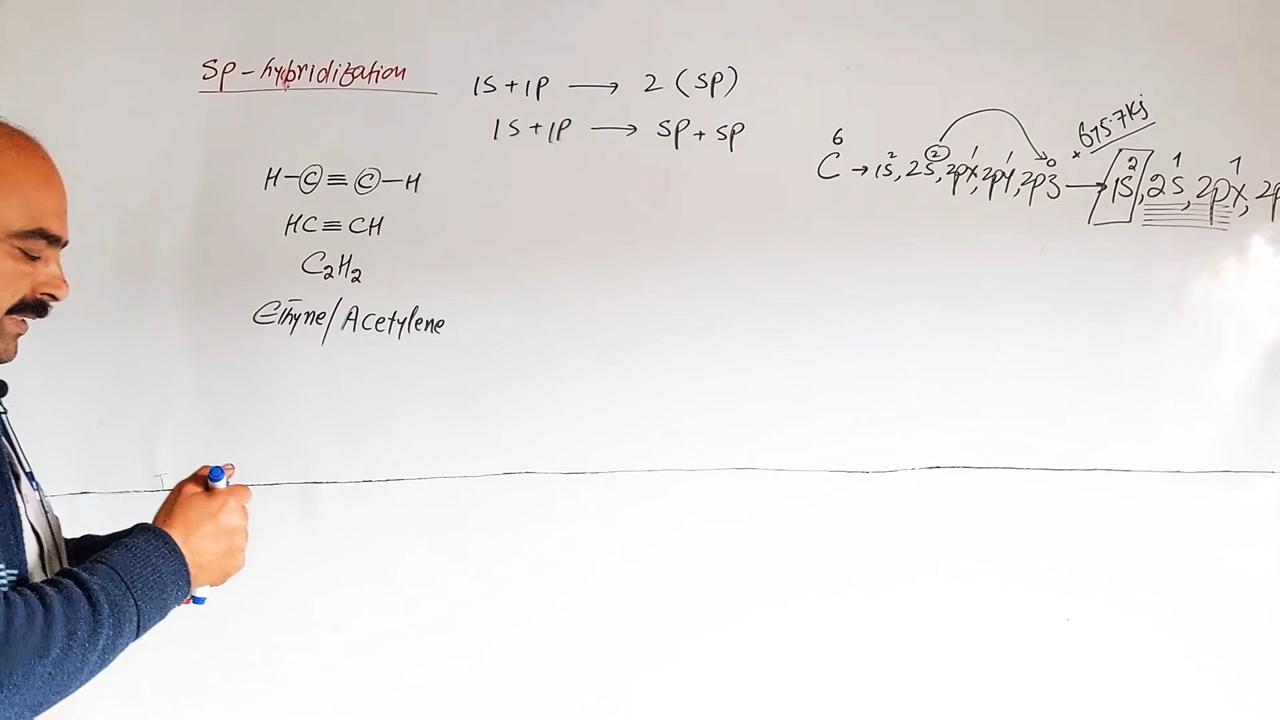 Sp-hybridization
1S+1P → 2 (SP)
1S+1P → SP+SP
H-C≡C-H
HC≡CH
C₂H₂
Ethyne/Acetylene
6
C → 1S², 2S², 2px¹, 2py¹, 2pz⁰ → 1S², 2S¹, 2px¹, 2p
+675.7Kj